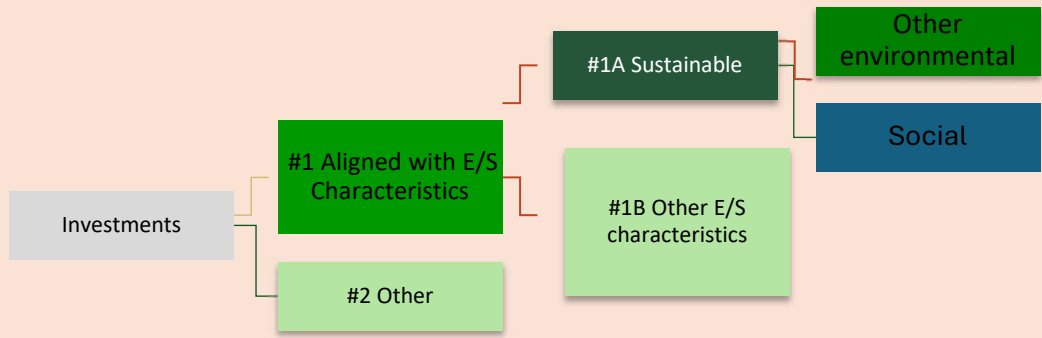 Other
environmental
#1A Sustainable
Social
#1 Aligned with E/S
Characteristics
#1B Other E/S
characteristics
Investments
#2 Other